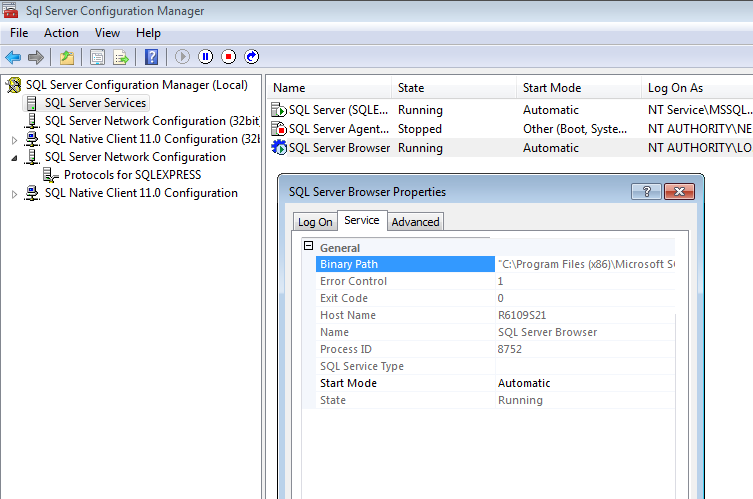 Sql Server Configuration Manager
File Action View Help
SQL Server Configuration Manager (Local)
SQL Server Services
SQL Server Network Configuration (32bit
SQL Native Client 11.0 Configuration (32b
SQL Server Network Configuration
Protocols for SQLEXPRESS
SQL Native Client 11.0 Configuration
Name State Start Mode Log On As
SQL Server (SQLE... Running Automatic NT Service\MSSQL...
SQL Server Agent... Stopped Other (Boot, Syste... NT AUTHORITY\NE
SQL Server Browser Running Automatic NT AUTHORITY\LO
SQL Server Browser Properties
Log On Service Advanced
General
Binary Path "C:\Program Files (x86)\Microsoft SQ
Error Control 1
Exit Code 0
Host Name R6109S21
Name SQL Server Browser
Process ID 8752
SQL Service Type
Start Mode Automatic
State Running